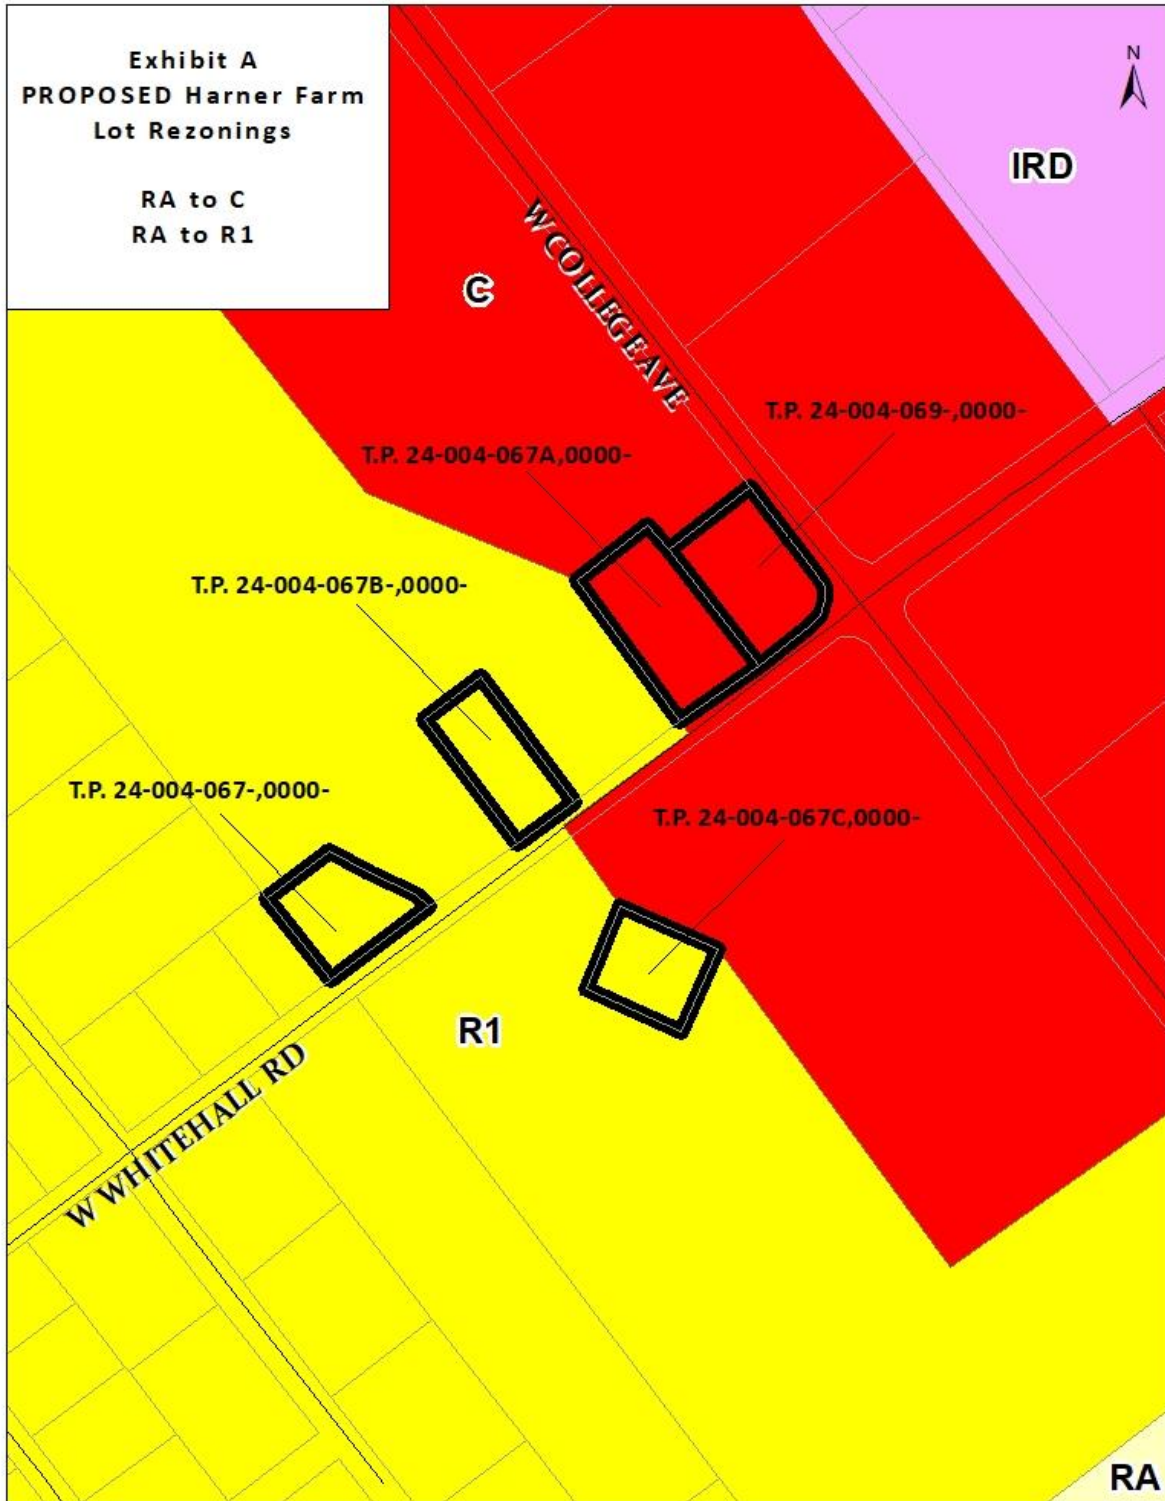 Exhibit A
PROPOSED Harner Farm
Lot Rezonings
RA to C
RA to R1
N
IRD
W COLLEGE AVE
C
T.P. 24-004-069-,0000-
T.P. 24-004-067A,0000-
T.P. 24-004-067B-,0000-
T.P. 24-004-067-,0000-
T.P. 24-004-067C,0000-
R1
W WHITEHALL RD
RA